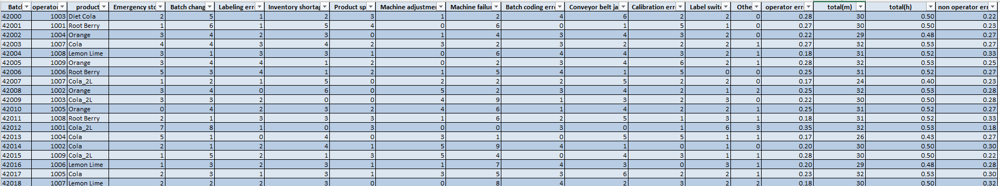 Batch operator product Emergency sto Batch chang Labeling erro Inventory shortag Product sp Machine adjustme Machine failur Batch coding erro Conveyor belt ja Calibration erro Label swit Othe operator erro total(m) total(h) non operator erro
42000 1003 Diet Cola 2 5 1 2 3 1 2 4 6 2 2 0 0.28 30 0.50 0.22
42001 1001 Root Berry 1 6 1 5 4 0 6 0 1 5 1 0 0.27 30 0.50 0.23
42002 1004 Orange 3 4 2 3 0 1 4 3 4 3 2 0 0.22 29 0.48 0.27
42003 1007 Cola 4 4 3 4 2 3 2 3 2 2 2 1 0.27 32 0.53 0.27
42004 1008 Lemon Lime 3 1 3 3 1 0 6 4 4 3 2 1 0.18 31 0.52 0.33
42005 1009 Orange 3 4 4 1 2 0 2 3 4 6 2 1 0.28 32 0.53 0.25
42006 1006 Root Berry 5 3 4 1 2 1 5 4 1 5 0 0 0.25 31 0.52 0.27
42007 1007 Cola_2L 1 2 1 5 0 2 2 2 5 2 2 0 0.17 24 0.40 0.23
42008 1002 Orange 3 4 0 6 0 5 2 3 4 2 1 2 0.25 32 0.53 0.28
42009 1003 Cola_2L 3 3 2 0 0 4 9 1 3 2 3 0 0.22 30 0.50 0.28
42010 1005 Orange 0 4 2 3 2 4 6 1 4 2 2 1 0.25 31 0.52 0.27
42011 1008 Root Berry 2 1 3 3 3 1 6 2 5 1 3 1 0.18 31 0.52 0.33
42012 1001 Cola_2L 7 8 1 0 3 0 0 3 0 1 6 3 0.35 32 0.53 0.18
42013 1004 Cola 5 1 0 4 0 3 1 0 5 5 1 1 0.17 26 0.43 0.27
42014 1002 Cola 2 1 2 4 1 5 9 4 1 0 1 0 0.20 30 0.50 0.30
42015 1009 Cola_2L 1 5 2 1 3 5 4 0 4 3 1 1 0.28 30 0.50 0.22
42016 1006 Lemon Lime 1 3 2 3 1 1 7 4 3 0 3 1 0.20 29 0.48 0.28
42017 1005 Cola 2 3 1 3 1 3 5 3 6 2 2 1 0.23 32 0.53 0.30
42018 1007 Lemon Lime 2 2 2 3 0 0 8 4 2 3 2 2 0.18 30 0.50 0.32